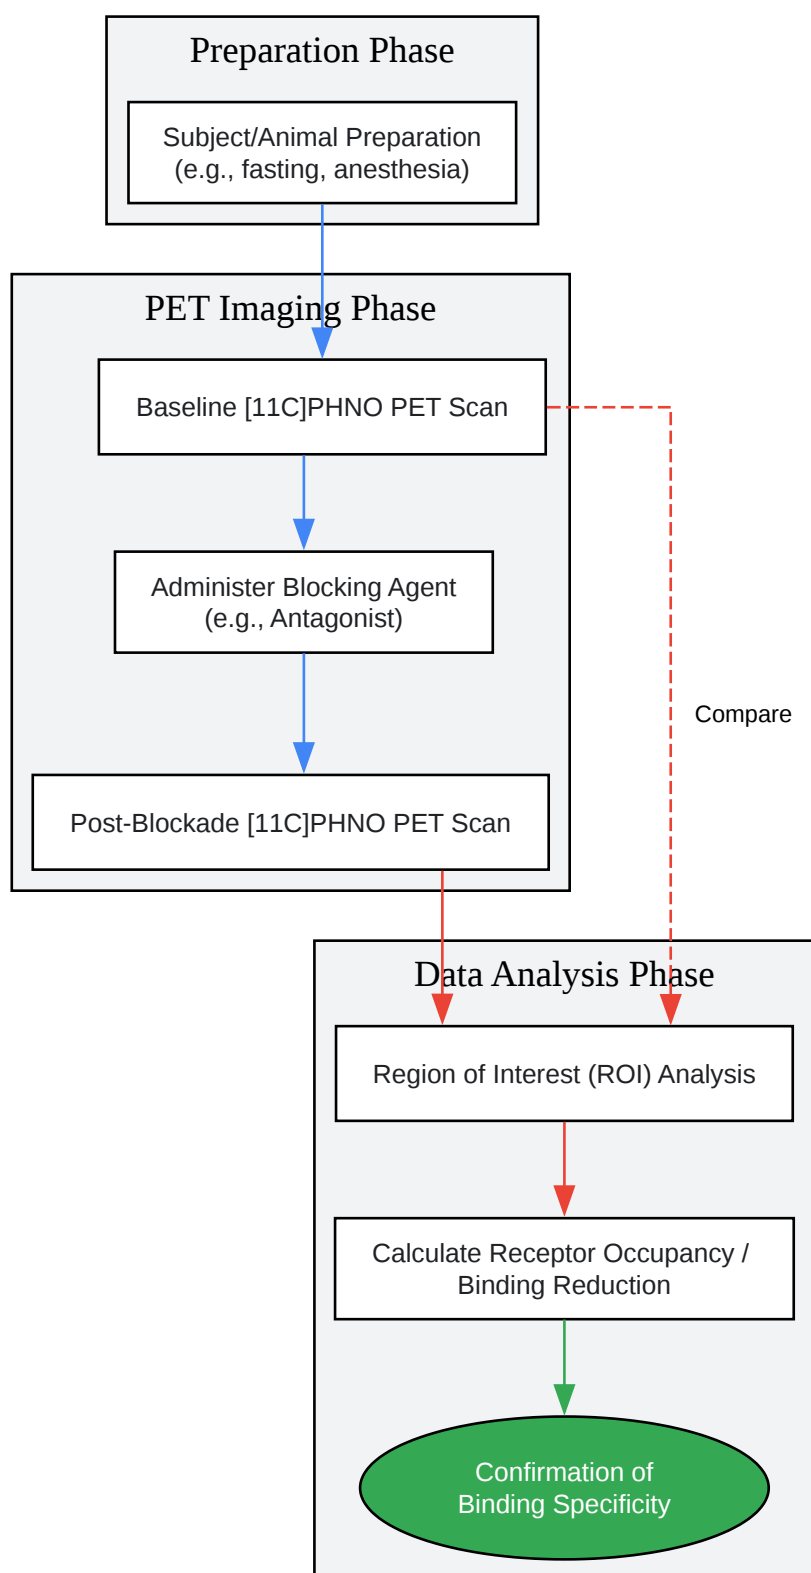 Preparation Phase
Subject/Animal Preparation
(e.g., fasting, anesthesia)
PET Imaging Phase
Baseline [11C]PHNO PET Scan
Administer Blocking Agent
(e.g., Antagonist)
Compare
Post-Blockade [11C]PHNO PET Scan
Data Analysis Phase
Region of Interest (ROI) Analysis
Calculate Receptor Occupancy /
Binding Reduction
Confirmation of
Binding Specificity